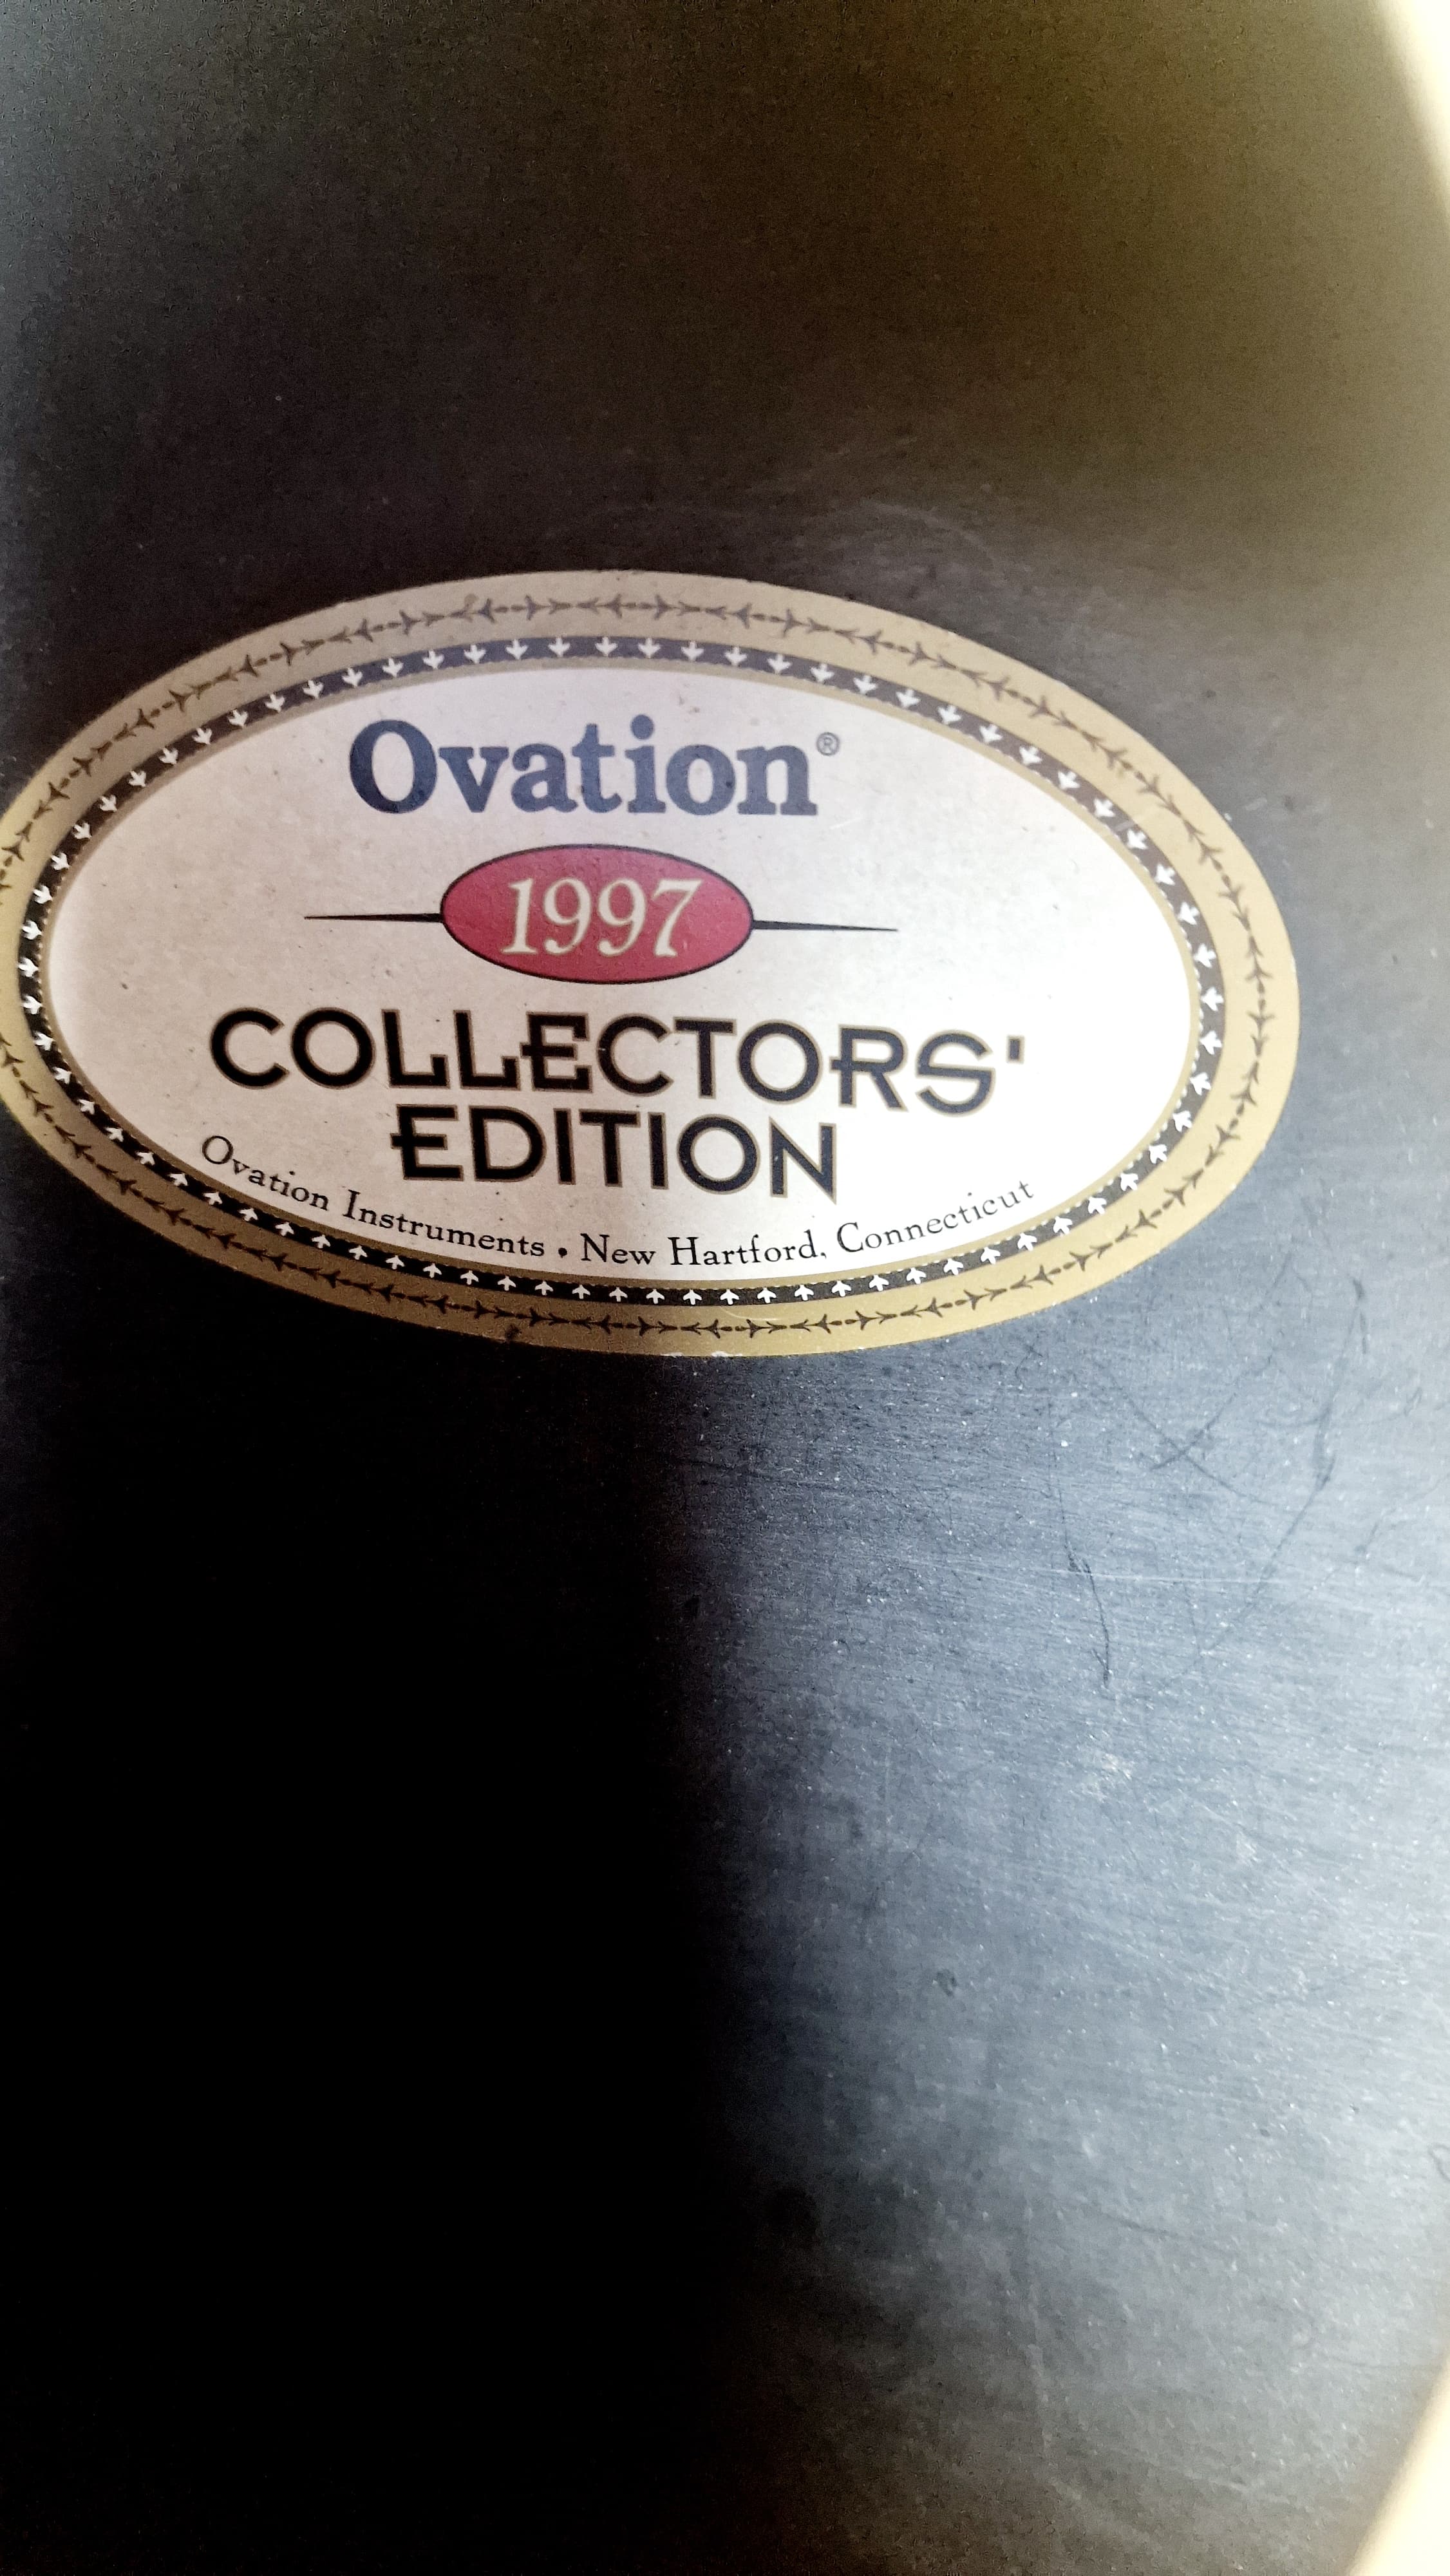 Ovation®
1997
COLLECTORS'
EDITION
Ovation Instruments • New Hartford, Connecticut